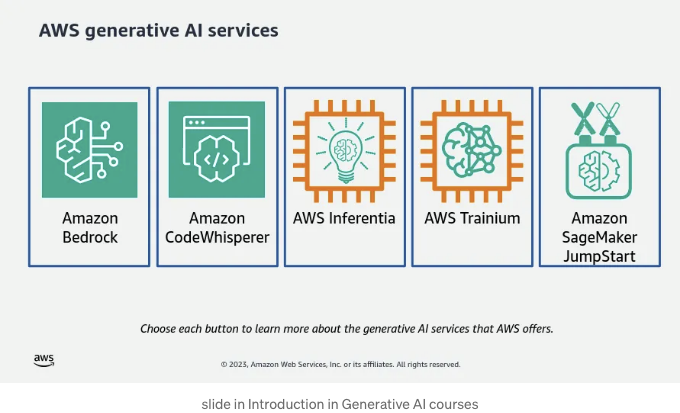 AWS generative AI services
Amazon
Bedrock
Amazon
CodeWhisperer
</>
AWS Inferentia
AWS Trainium
Amazon
SageMaker
JumpStart
Choose each button to learn more about the generative AI services that AWS offers.
aws
© 2023, Amazon Web Services, Inc. or its affiliates. All rights reserved.
slide in Introduction in Generative AI courses